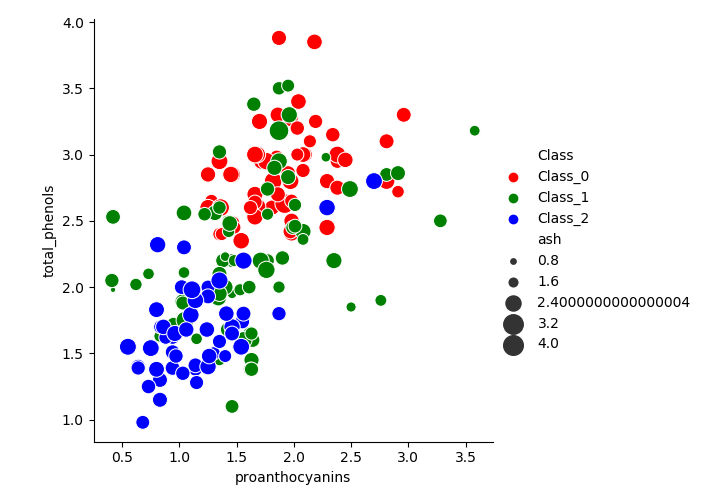 4.0
3.5
3.0
2.5
2.0
1.5
1.0
total_phenols
0.5 1.0 1.5 2.0 2.5 3.0 3.5
proanthocyanins
Class
Class_0
Class_1
Class_2
ash
0.8
1.6
2.4000000000000004
3.2
4.0